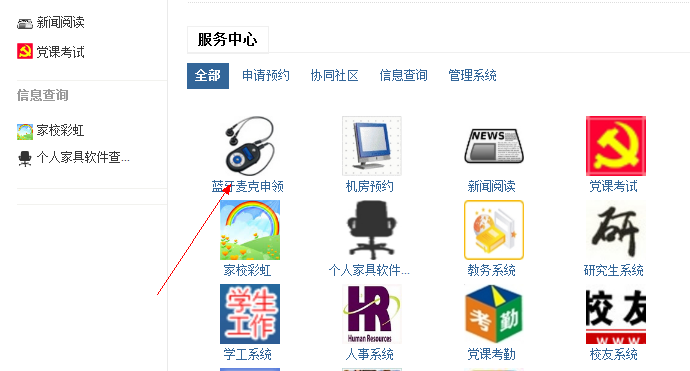 新闻阅读
党课考试
信息查询
家校彩虹
个人家具软件查...
服务中心
全部 申请预约 协同社区 信息查询 管理系统
NEWS
蓝牙麦克申领 机房预约 新闻阅读 党课考试
研
家校彩虹 个人家具软件... 教务系统 研究生系统
学生
工作
HR
Human Resources
考勤
校友
WWW
学工系统 人事系统 党课考勤 校友系统